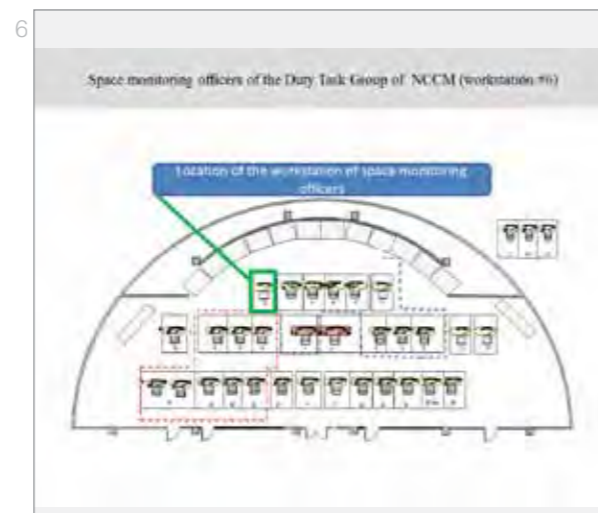 6
Space monitoring officers of the Duty Task Group of NCCM (workstation #6)
Location of the workstation of space monitoring
officers